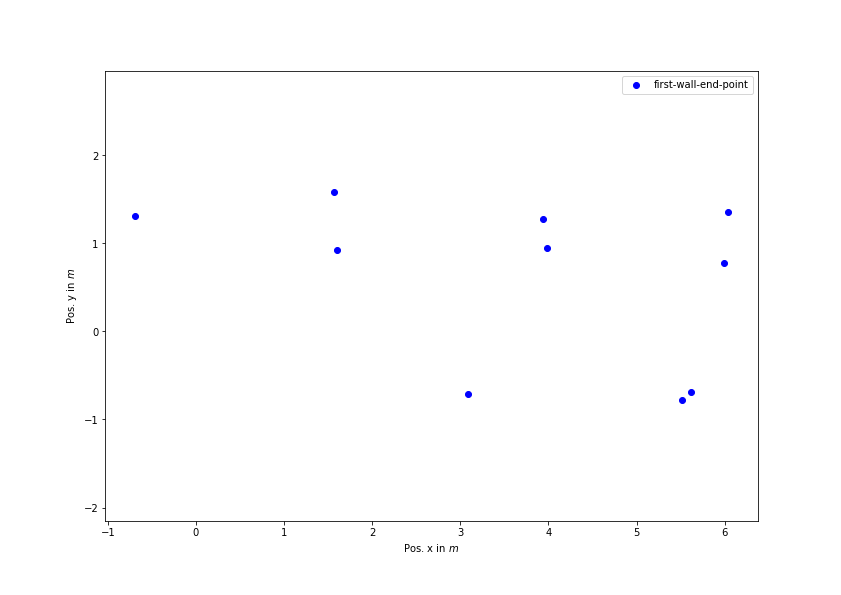 first-wall-end-point
2
1
0
−1
−2
Pos. y in m
−1 0 1 2 3 4 5 6
Pos. x in m